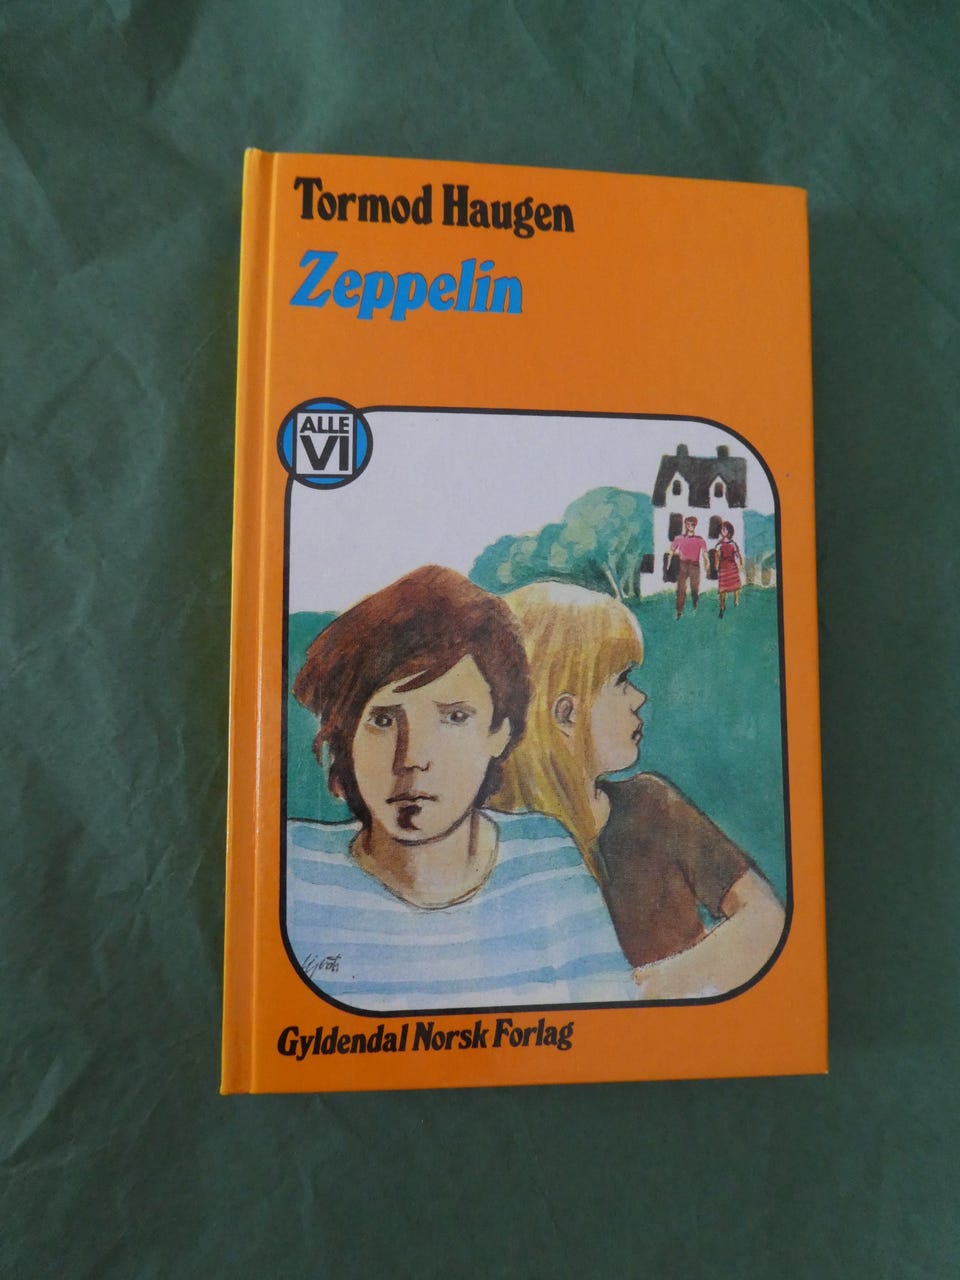 Tormod Haugen
Zeppelin
ALLE
VI
Gyldendal Norsk Forlag